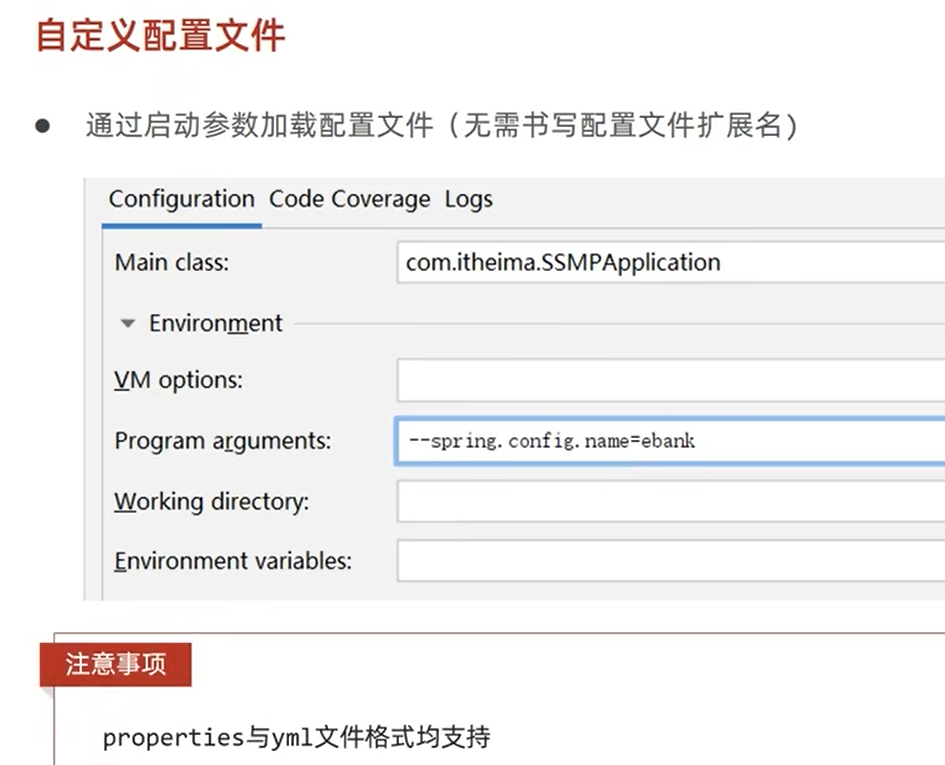 自定义配置文件
● 通过启动参数加载配置文件（无需书写配置文件扩展名）
Configuration Code Coverage Logs
Main class: com.itheima.SSMPApplication
Environment
VM options:
Program arguments: --spring.config.name=ebank
Working directory:
Environment variables:
注意事项
properties与yml文件格式均支持